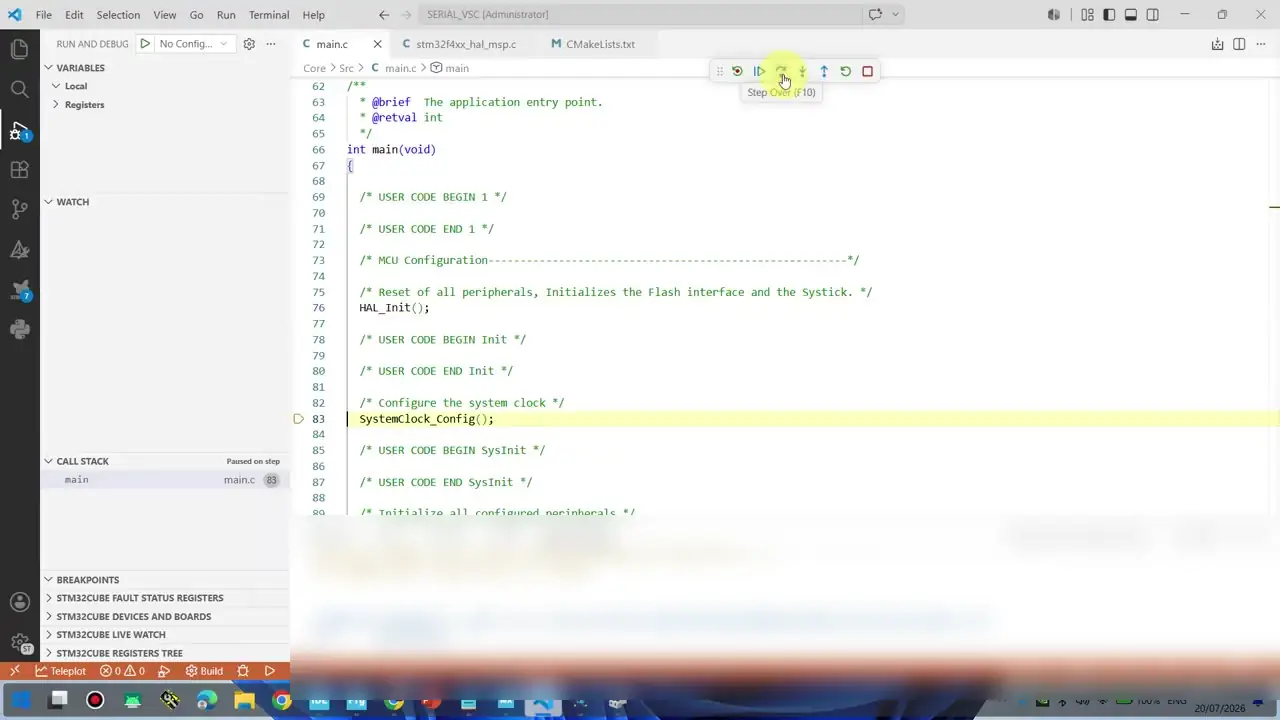 File Edit Selection View Go Run Terminal Help
SERIAL_VSC [Administrator]
RUN AND DEBUG No Config... 
main.c stm32f4xx_hal_msp.c M CMakeLists.txt
Core > Src > C main.c > main
Step Over (F10)
VARIABLES
Local
Registers
WATCH
CALL STACK Paused on step
main main.c 83
BREAKPOINTS
STM32CUBE FAULT STATUS REGISTERS
STM32CUBE DEVICES AND BOARDS
STM32CUBE LIVE WATCH
STM32CUBE REGISTERS TREE
62 /**
63 * @brief The application entry point.
64 * @retval int
65 */
66 int main(void)
67 {
68
69 /* USER CODE BEGIN 1 */
70
71 /* USER CODE END 1 */
72
73 /* MCU Configuration--------------------------------------------------------*/
74
75 /* Reset of all peripherals, Initializes the Flash interface and the Systick. */
76 HAL_Init();
77
78 /* USER CODE BEGIN Init */
79
80 /* USER CODE END Init */
81
82 /* Configure the system clock */
83 SystemClock_Config();
84
85 /* USER CODE BEGIN SysInit */
86
87 /* USER CODE END SysInit */
88
89 /* Initialize all configured peripherals */
Teleplot 0 0 Build
100% ENG
20/07/2026